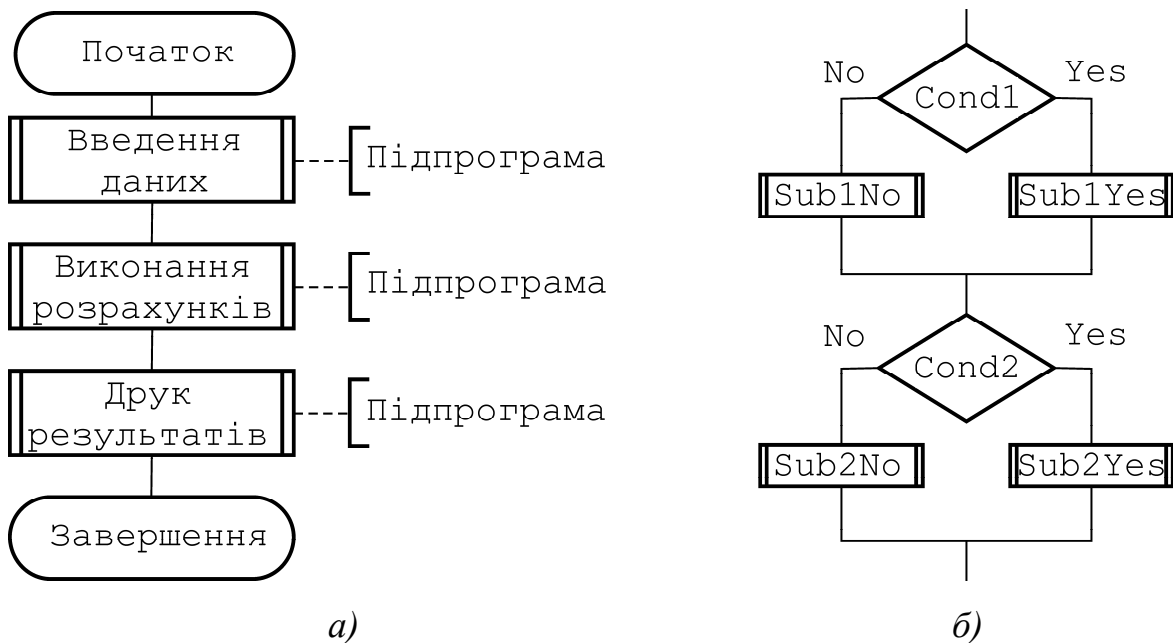 Початок
Введення
даних
Підпрограма
Виконання
розрахунків
Підпрограма
Друк
результатів
Підпрограма
Завершення
а)
No
Yes
Cond1
Sub1No
Sub1Yes
No
Yes
Cond2
Sub2No
Sub2Yes
б)